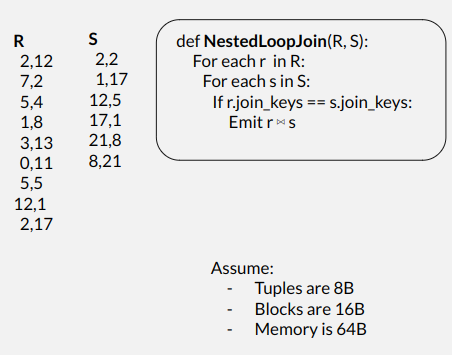 R
2,12
7,2
5,4
1,8
3,13
0,11
5,5
12,1
2,17
S
2,2
1,17
12,5
17,1
21,8
8,21
def NestedLoopJoin(R, S):
For each r in R:
For each s in S:
If r.join_keys == s.join_keys:
Emit r ⋈ s
Assume:
- Tuples are 8B
- Blocks are 16B
- Memory is 64B